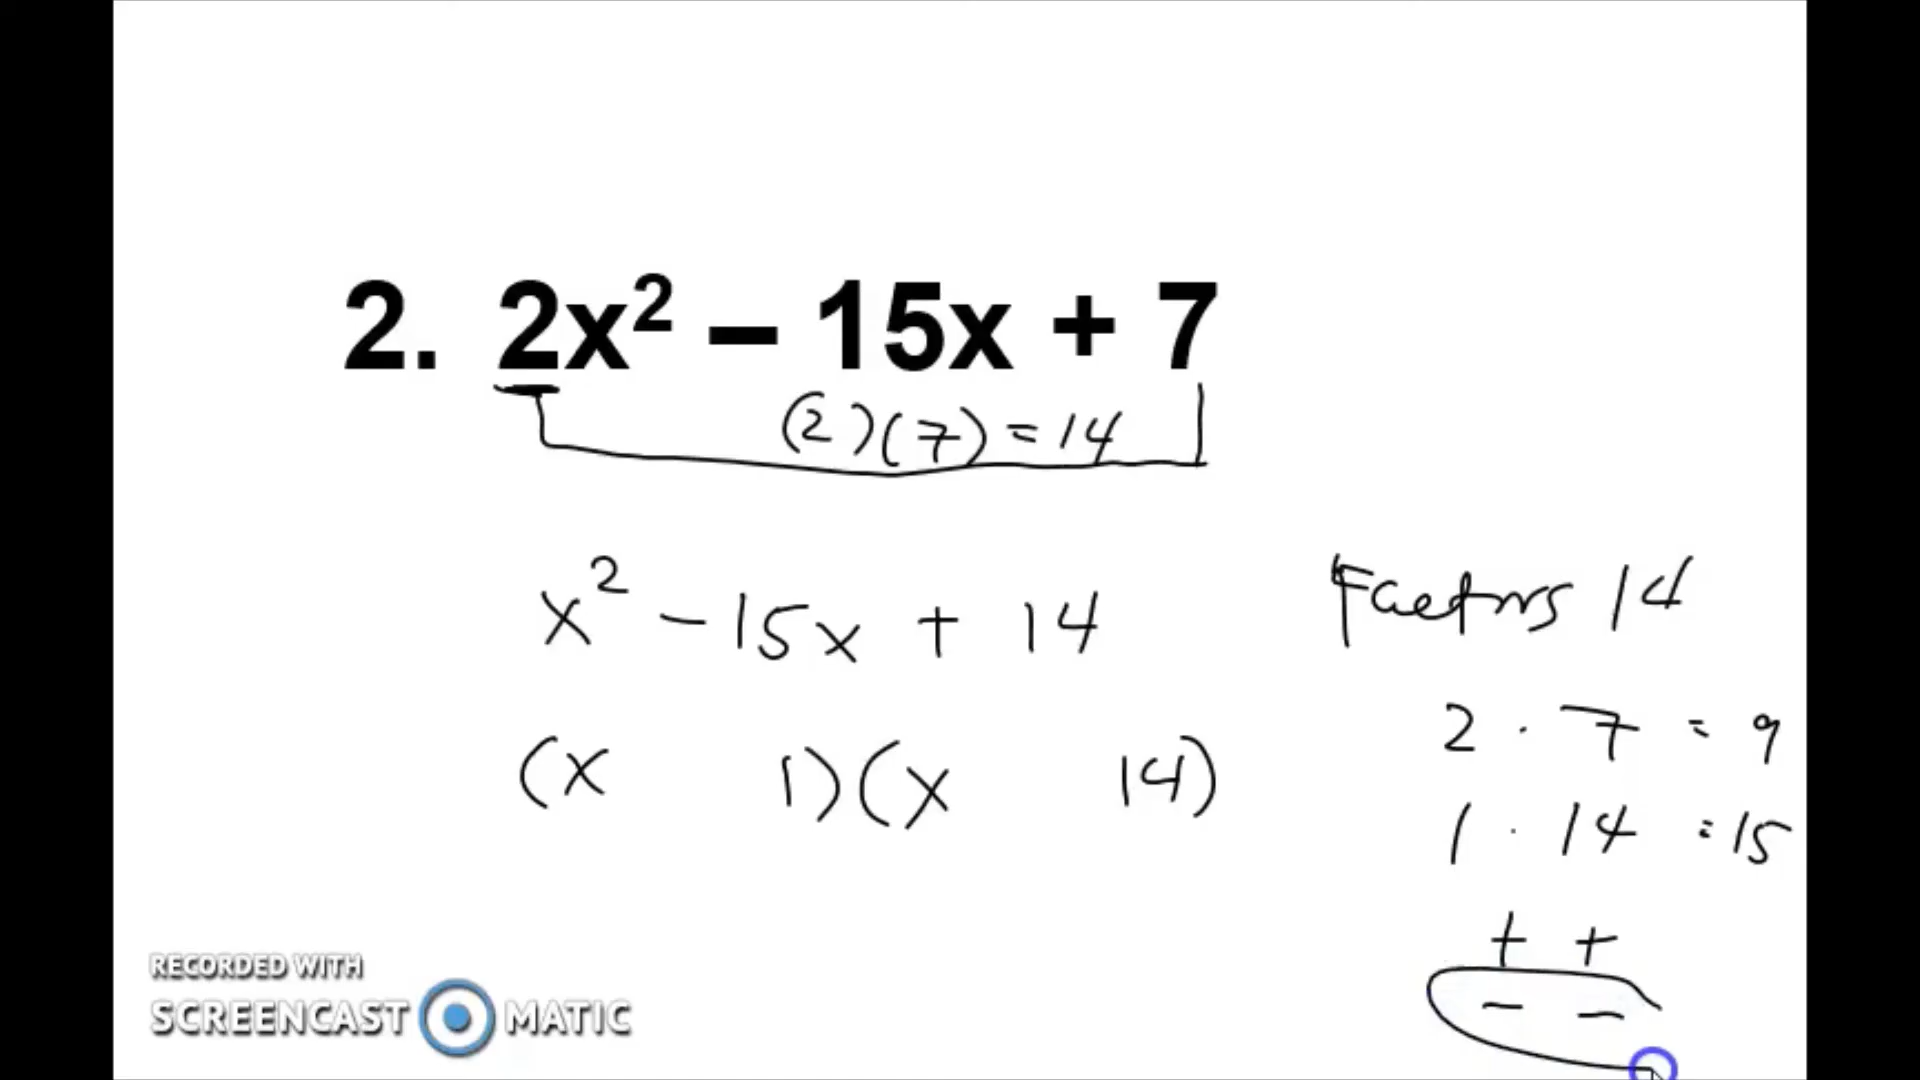 2. 2x² – 15x + 7
(2)(7) = 14
x² - 15x + 14
(x 1)(x 14)
Factors 14
2 · 7 = 9
1 · 14 = 15
+ +
- -
RECORDED WITH
SCREENCAST MATIC